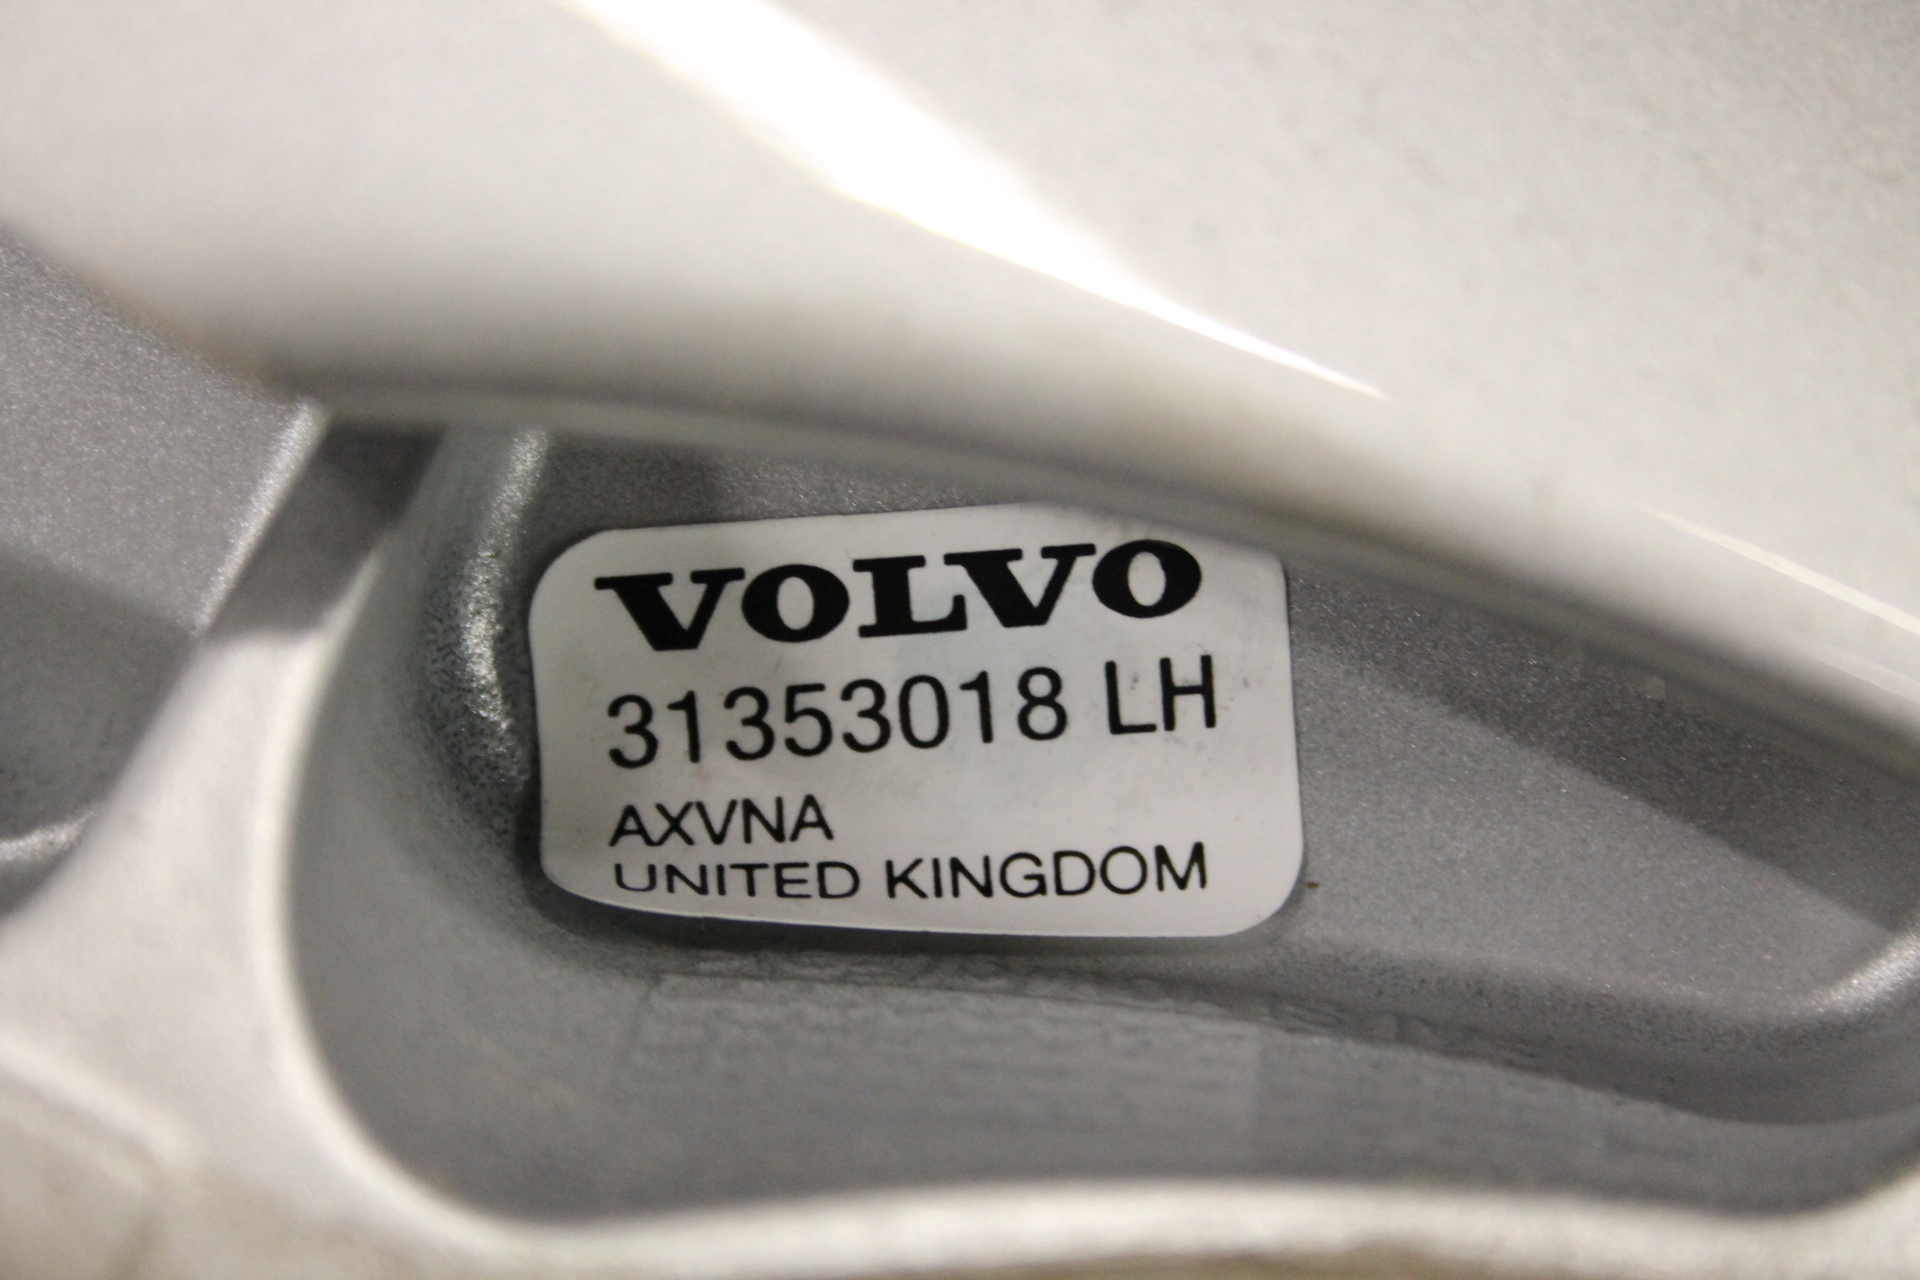 VOLVO
31353018 LH
AXVNA
UNITED KINGDOM